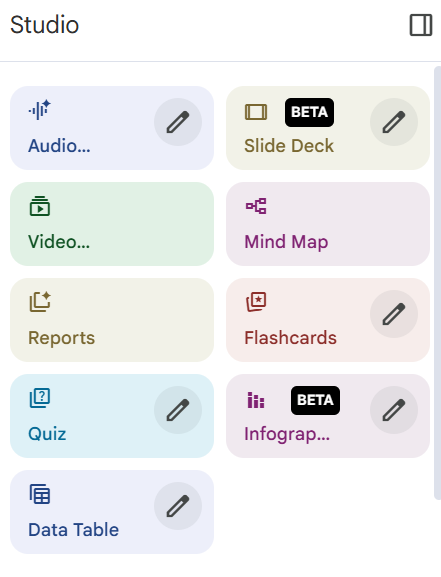 Studio
Audio...
BETA
Slide Deck
Video...
Mind Map
Reports
Flashcards
Quiz
BETA
Infograp...
Data Table